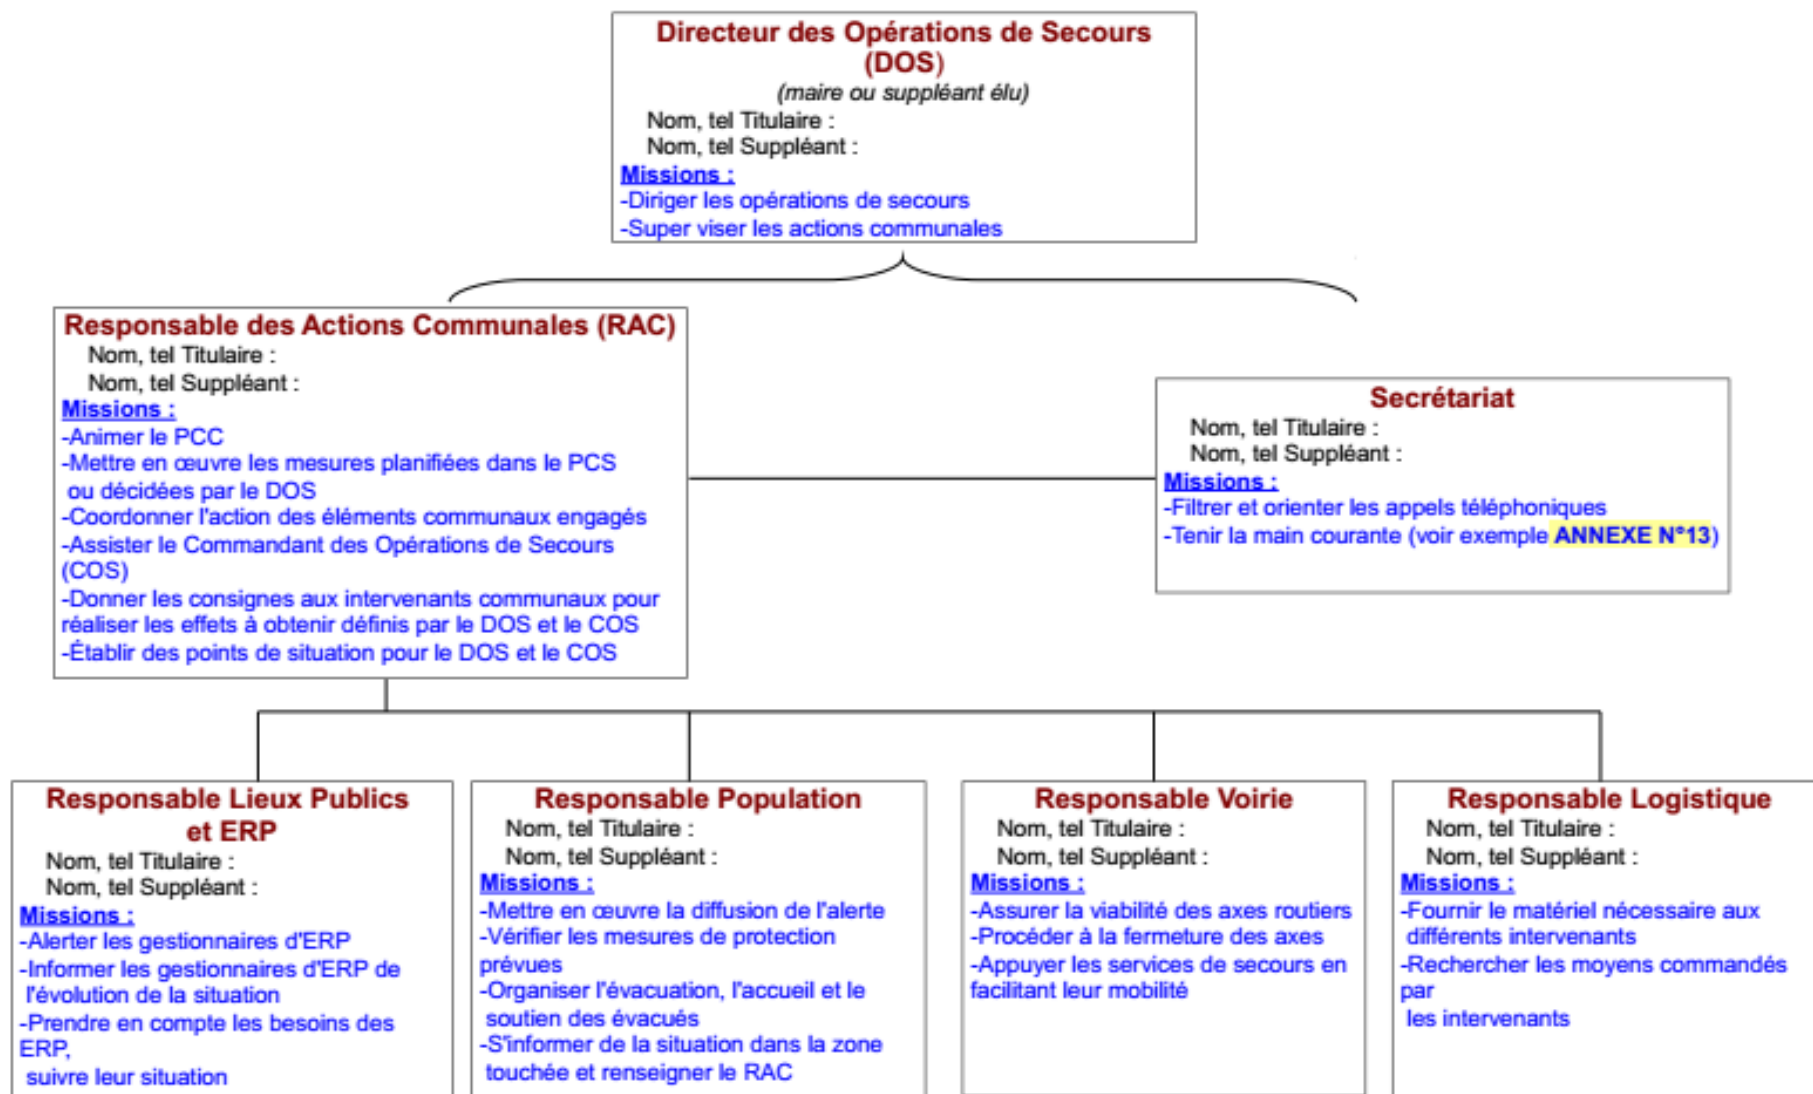 Directeur des Opérations de Secours
(DOS)
(maire ou suppléant élu)
Nom, tel Titulaire :
Nom, tel Suppléant :
Missions :
-Diriger les opérations de secours
-Super viser les actions communales
Responsable des Actions Communales (RAC)
Nom, tel Titulaire :
Nom, tel Suppléant :
Missions :
-Animer le PCC
-Mettre en œuvre les mesures planifiées dans le PCS
ou décidées par le DOS
-Coordonner l'action des éléments communaux engagés
-Assister le Commandant des Opérations de Secours
(COS)
-Donner les consignes aux intervenants communaux pour
réaliser les effets à obtenir définis par le DOS et le COS
-Établir des points de situation pour le DOS et le COS
Secrétariat
Nom, tel Titulaire :
Nom, tel Suppléant :
Missions :
-Filtrer et orienter les appels téléphoniques
-Tenir la main courante (voir exemple ANNEXE N°13)
Responsable Lieux Publics
et ERP
Nom, tel Titulaire :
Nom, tel Suppléant :
Missions :
-Alerter les gestionnaires d'ERP
-Informer les gestionnaires d'ERP de
l'évolution de la situation
-Prendre en compte les besoins des
ERP,
suivre leur situation
Responsable Population
Nom, tel Titulaire :
Nom, tel Suppléant :
Missions :
-Mettre en œuvre la diffusion de l'alerte
-Vérifier les mesures de protection
prévues
-Organiser l'évacuation, l'accueil et le
soutien des évacués
-S'informer de la situation dans la zone
touchée et renseigner le RAC
Responsable Voirie
Nom, tel Titulaire :
Nom, tel Suppléant :
Missions :
-Assurer la viabilité des axes routiers
-Procéder à la fermeture des axes
-Appuyer les services de secours en
facilitant leur mobilité
Responsable Logistique
Nom, tel Titulaire :
Nom, tel Suppléant :
Missions :
-Fournir le matériel nécessaire aux
différents intervenants
-Rechercher les moyens commandés
par
les intervenants